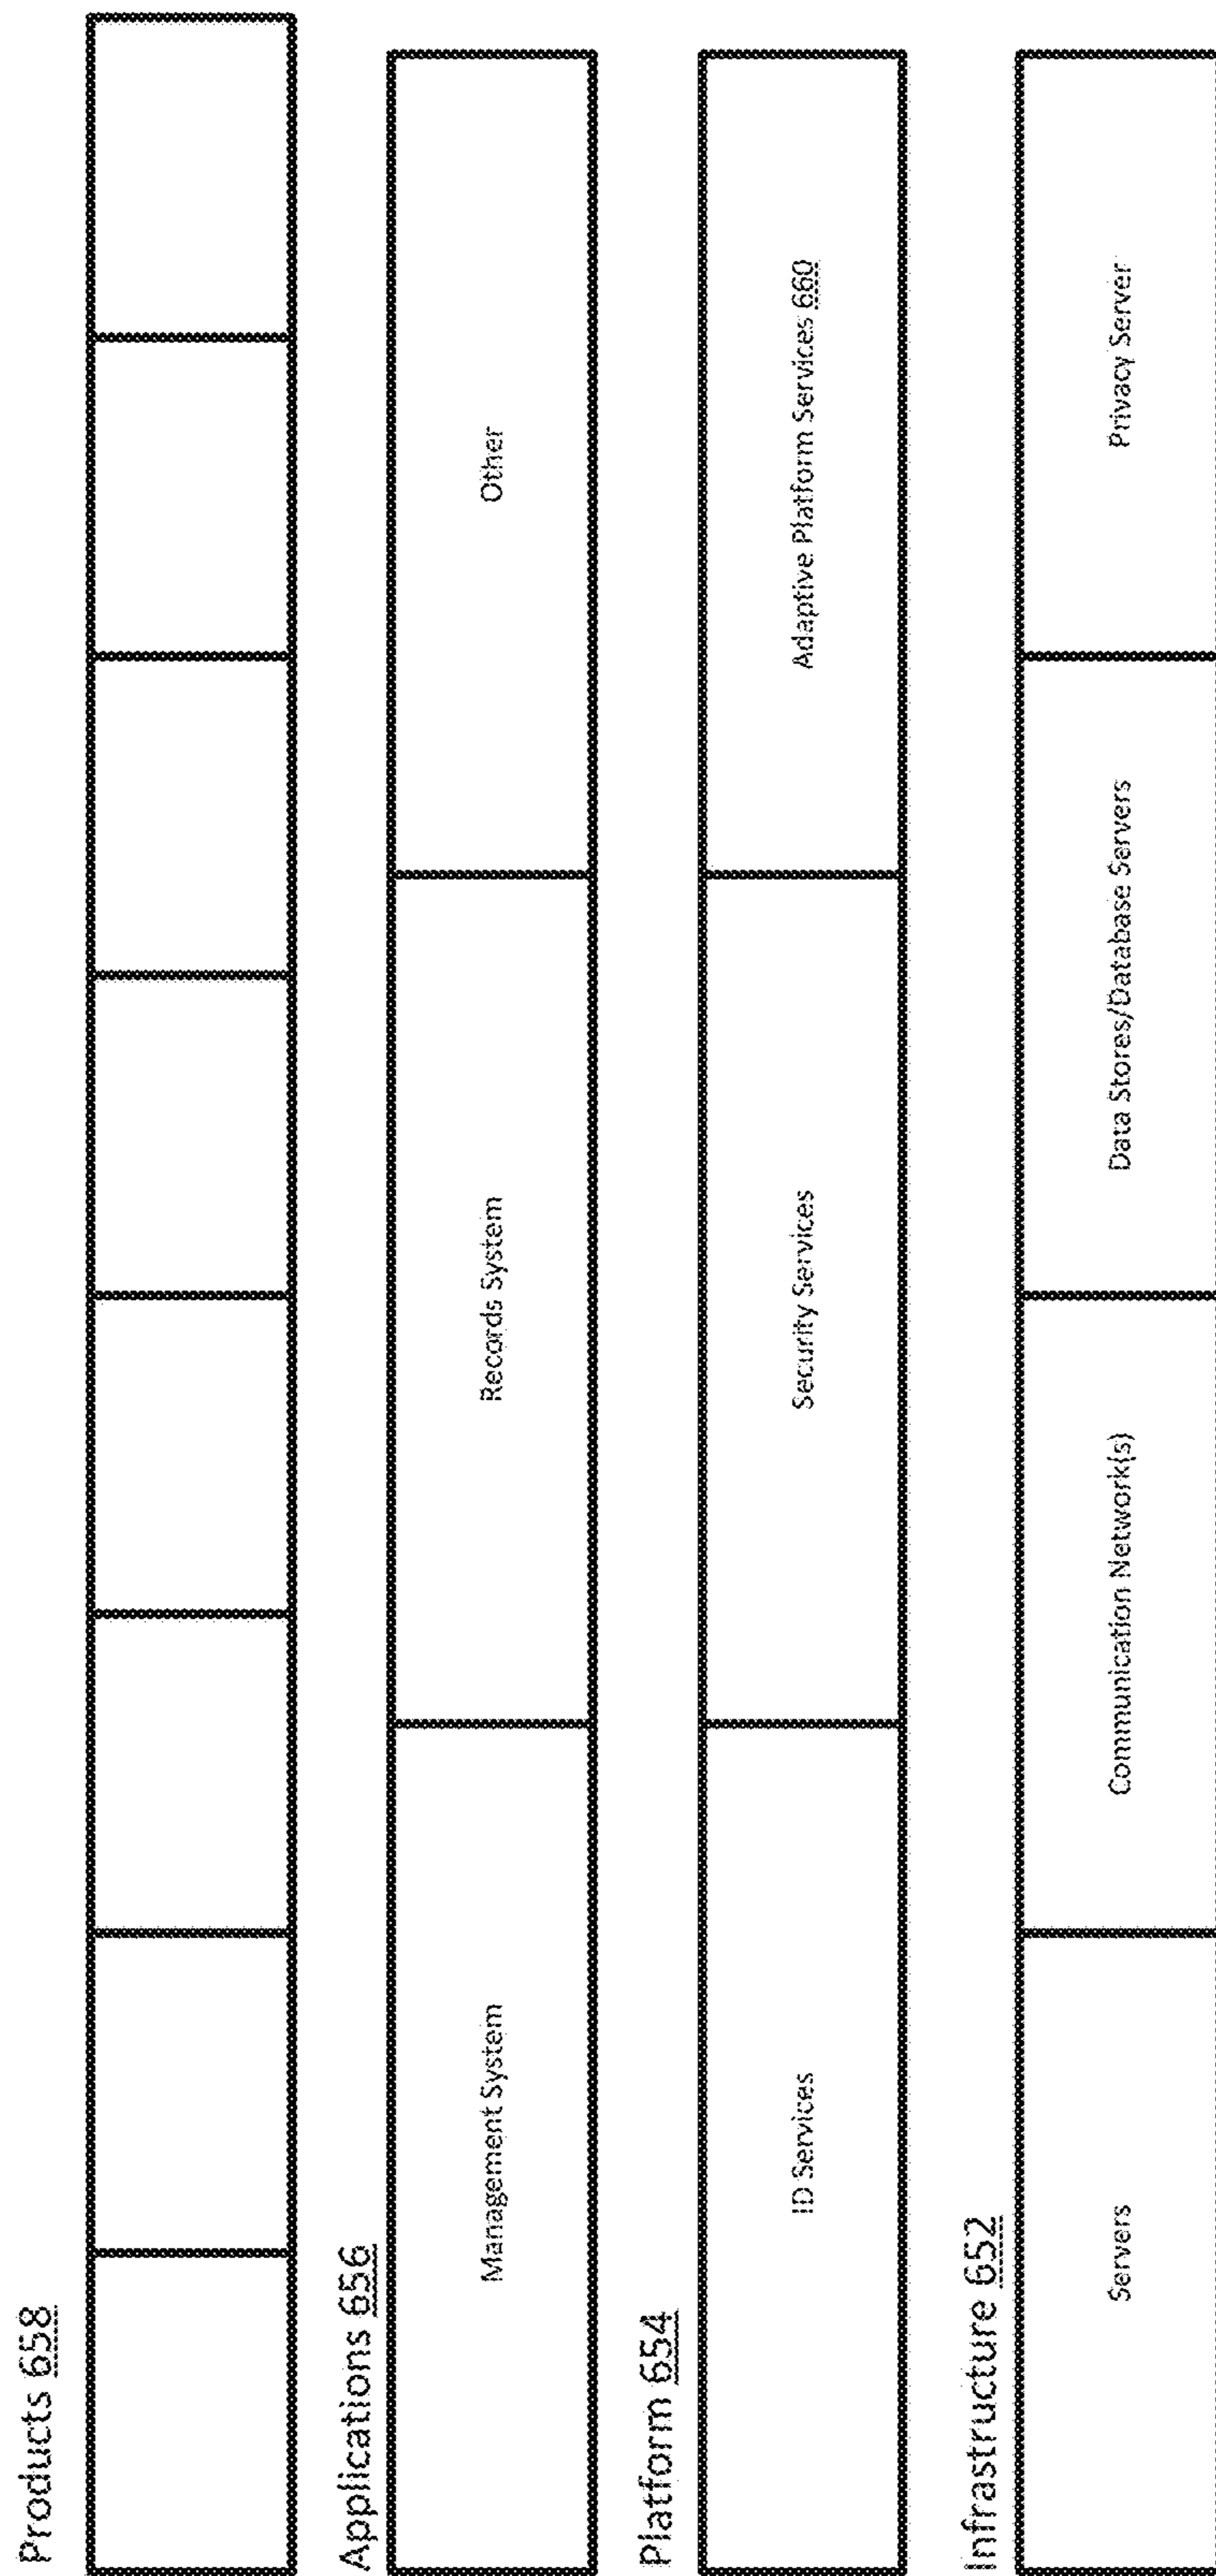 Products 658
Applications 656
Management System
Records System
Other
Platform 654
ID Services
Security Services
Adaptive Platform Services 660
Infrastructure 652
Servers
Communication Network(s)
Data Stores/Database Servers
Privacy Server